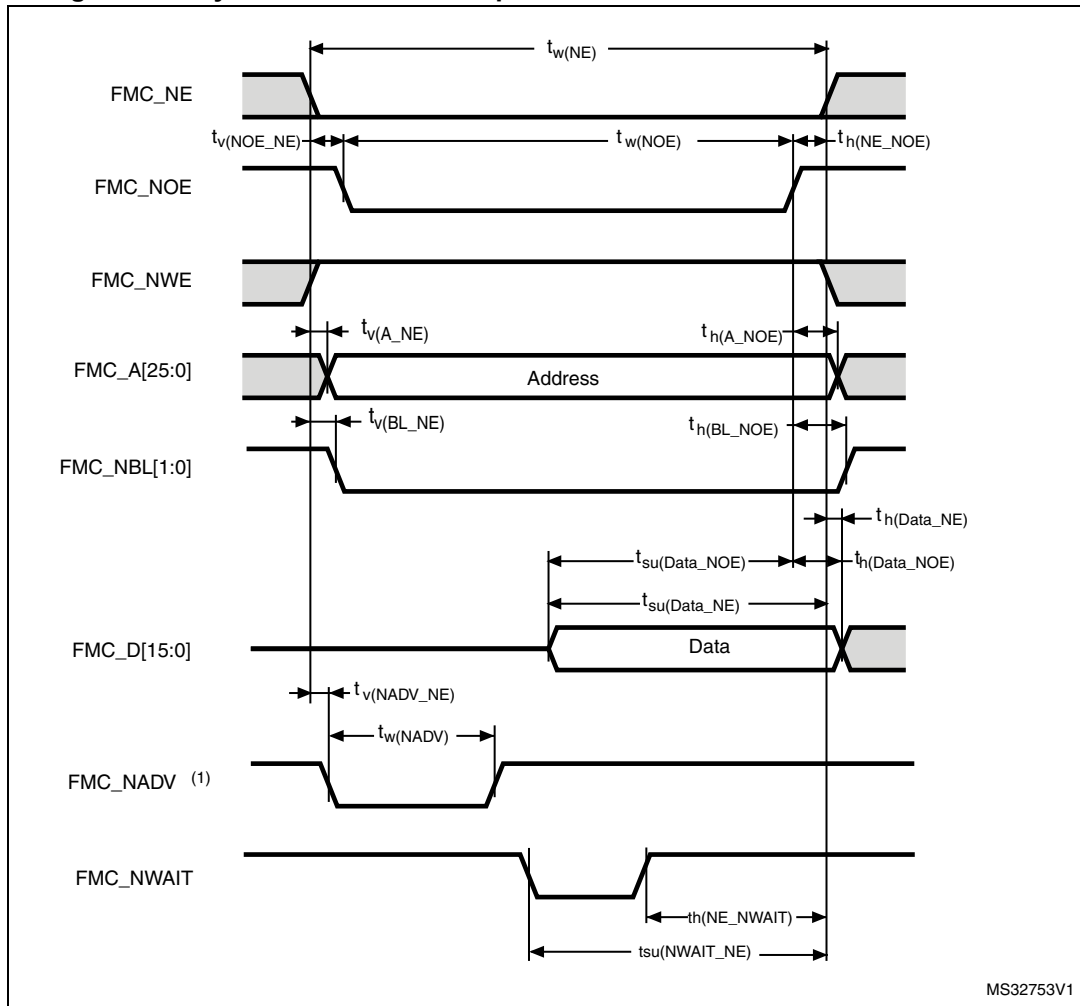 tw(NE)
FMC_NE
tv(NOE_NE)
tw(NOE)
th(NE_NOE)
FMC_NOE
FMC_NWE
tv(A_NE)
th(A_NOE)
FMC_A[25:0]
Address
tv(BL_NE)
th(BL_NOE)
FMC_NBL[1:0]
th(Data_NE)
tsu(Data_NOE)
th(Data_NOE)
tsu(Data_NE)
FMC_D[15:0]
Data
tv(NADV_NE)
tw(NADV)
FMC_NADV (1)
FMC_NWAIT
th(NE_NWAIT)
tsu(NWAIT_NE)
MS32753V1